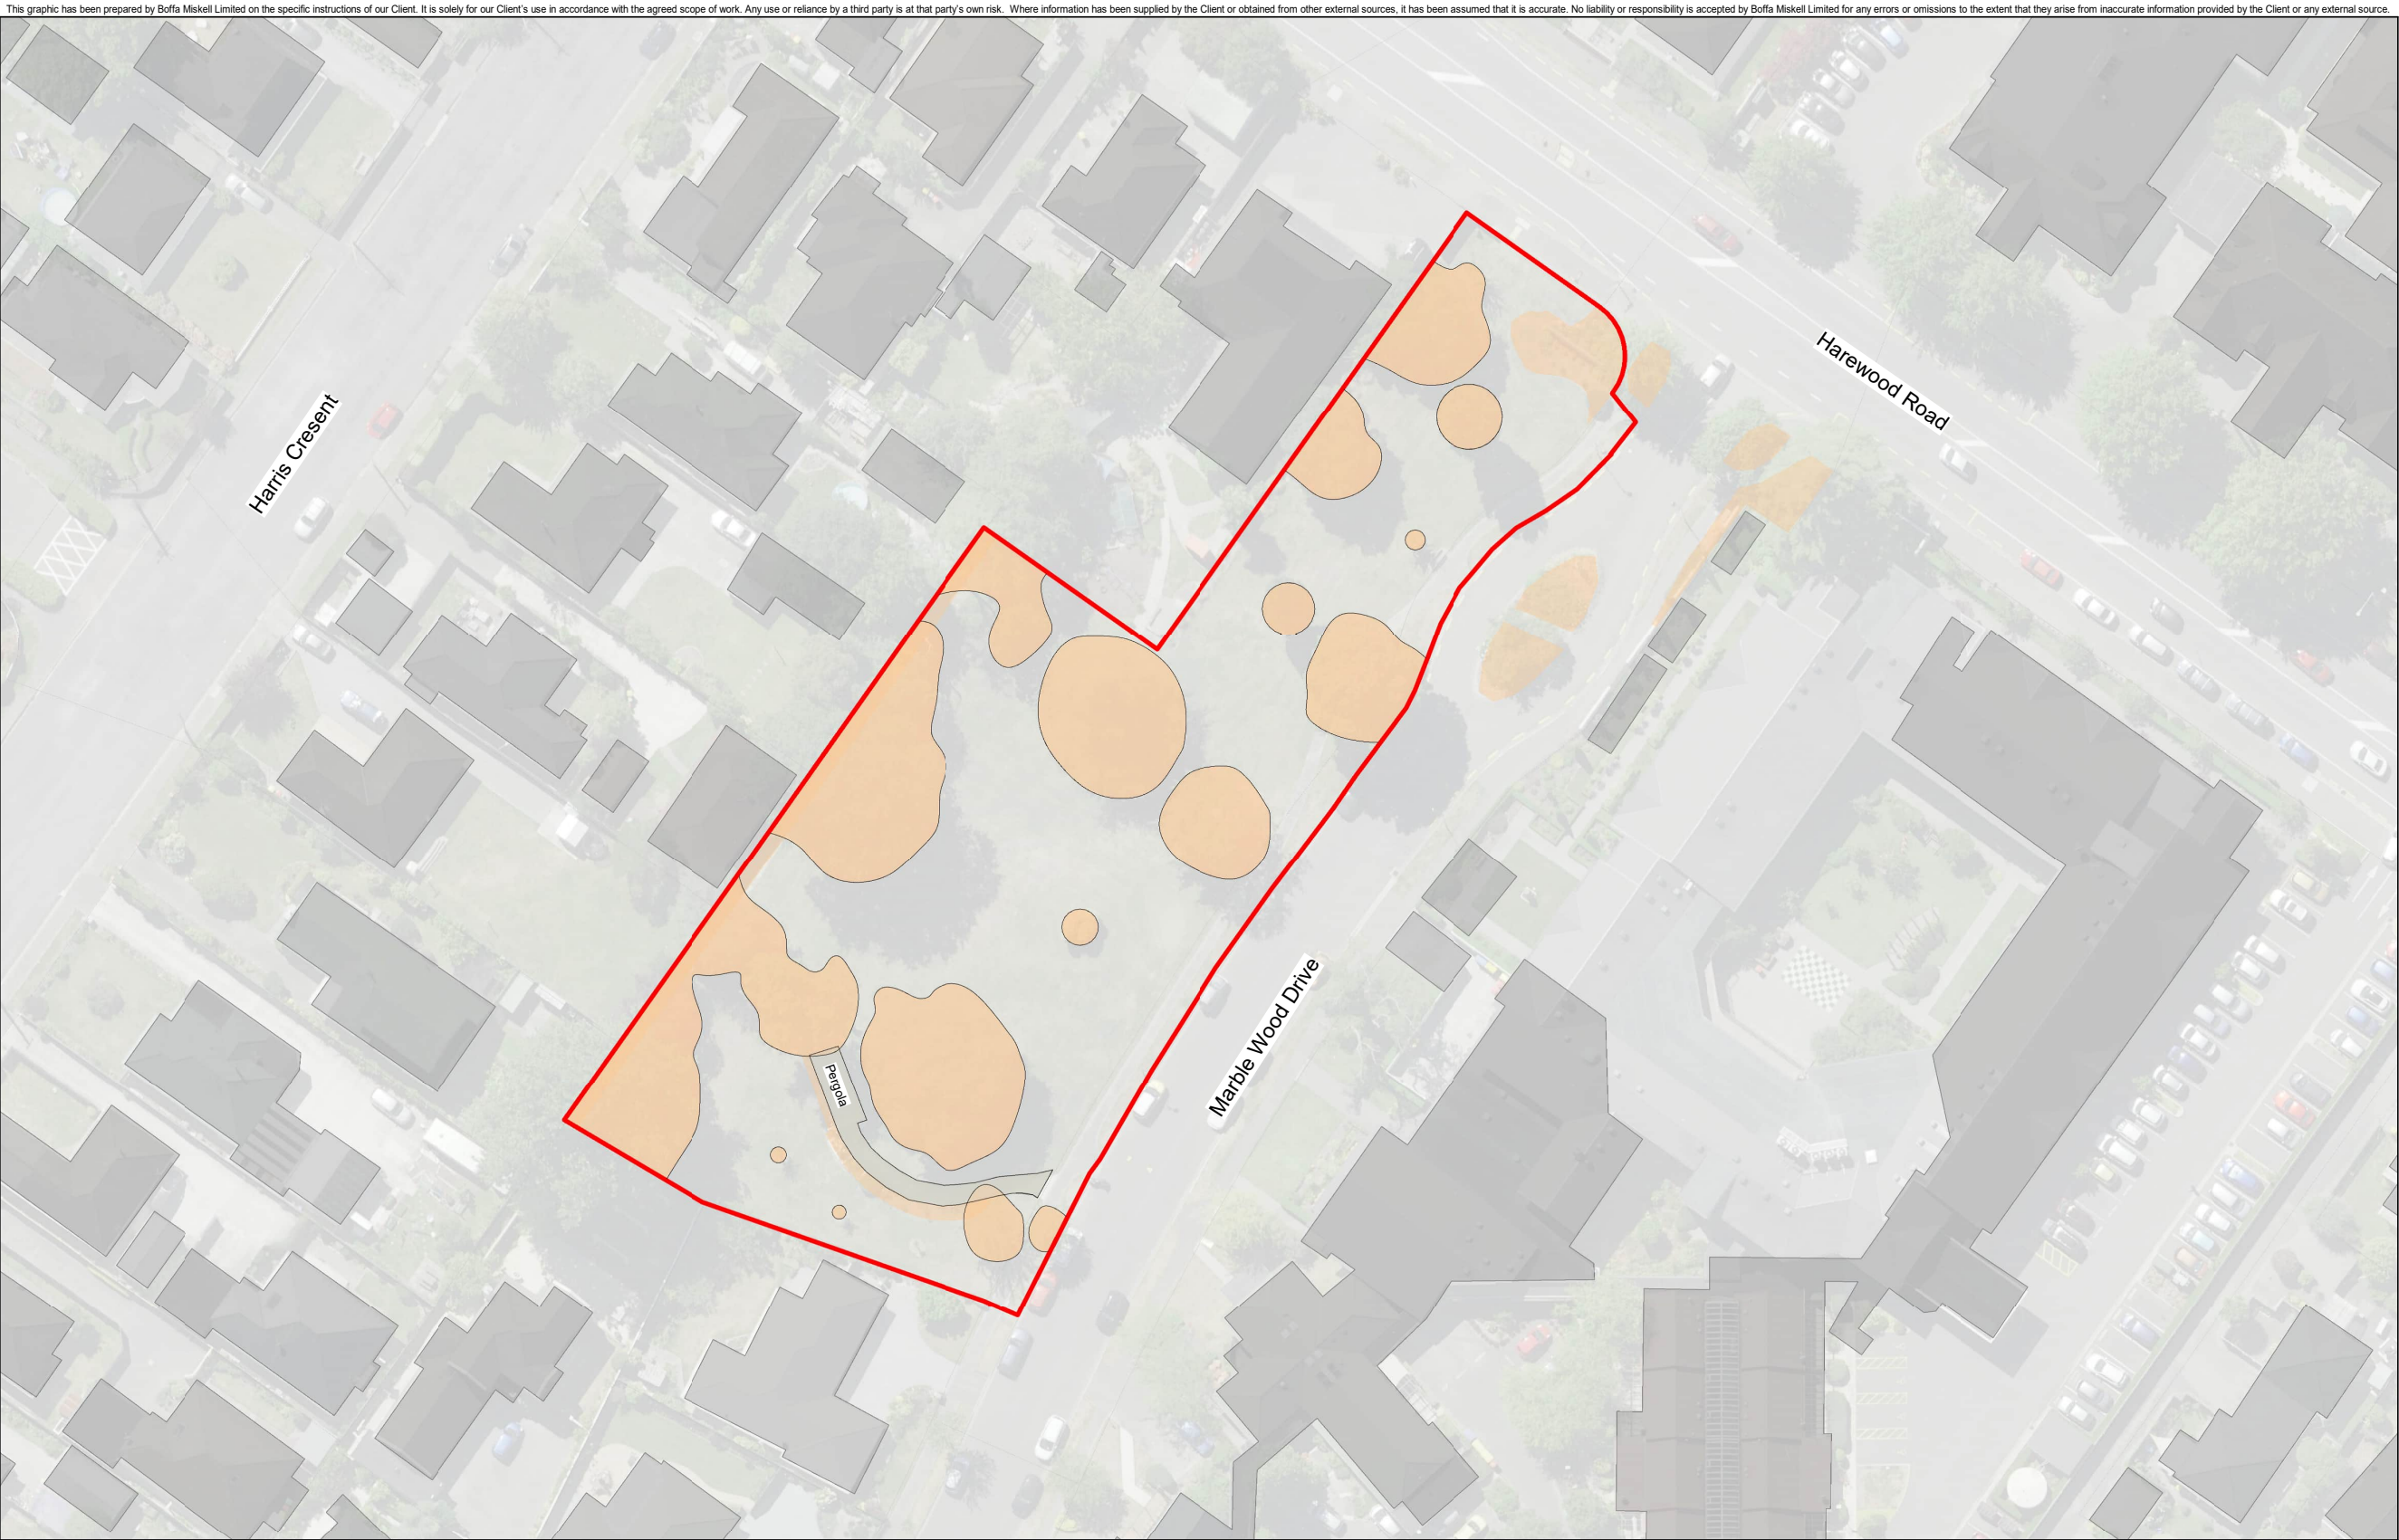 This graphic has been prepared by Boffa Miskell Limited on the specific instructions of our Client. It is solely for our Client's use in accordance with the agreed scope of work. Any use or reliance by a third party is at that party's own risk.  Where information has been supplied by the Client or obtained from other external sources, it has been assumed that it is accurate. No liability or responsibility is accepted by Boffa Miskell Limited for any errors or omissions to the extent that they arise from inaccurate information provided by the Client or any external source.
Harewood Road
Harris Cresent
Marble Wood Drive
Pergola